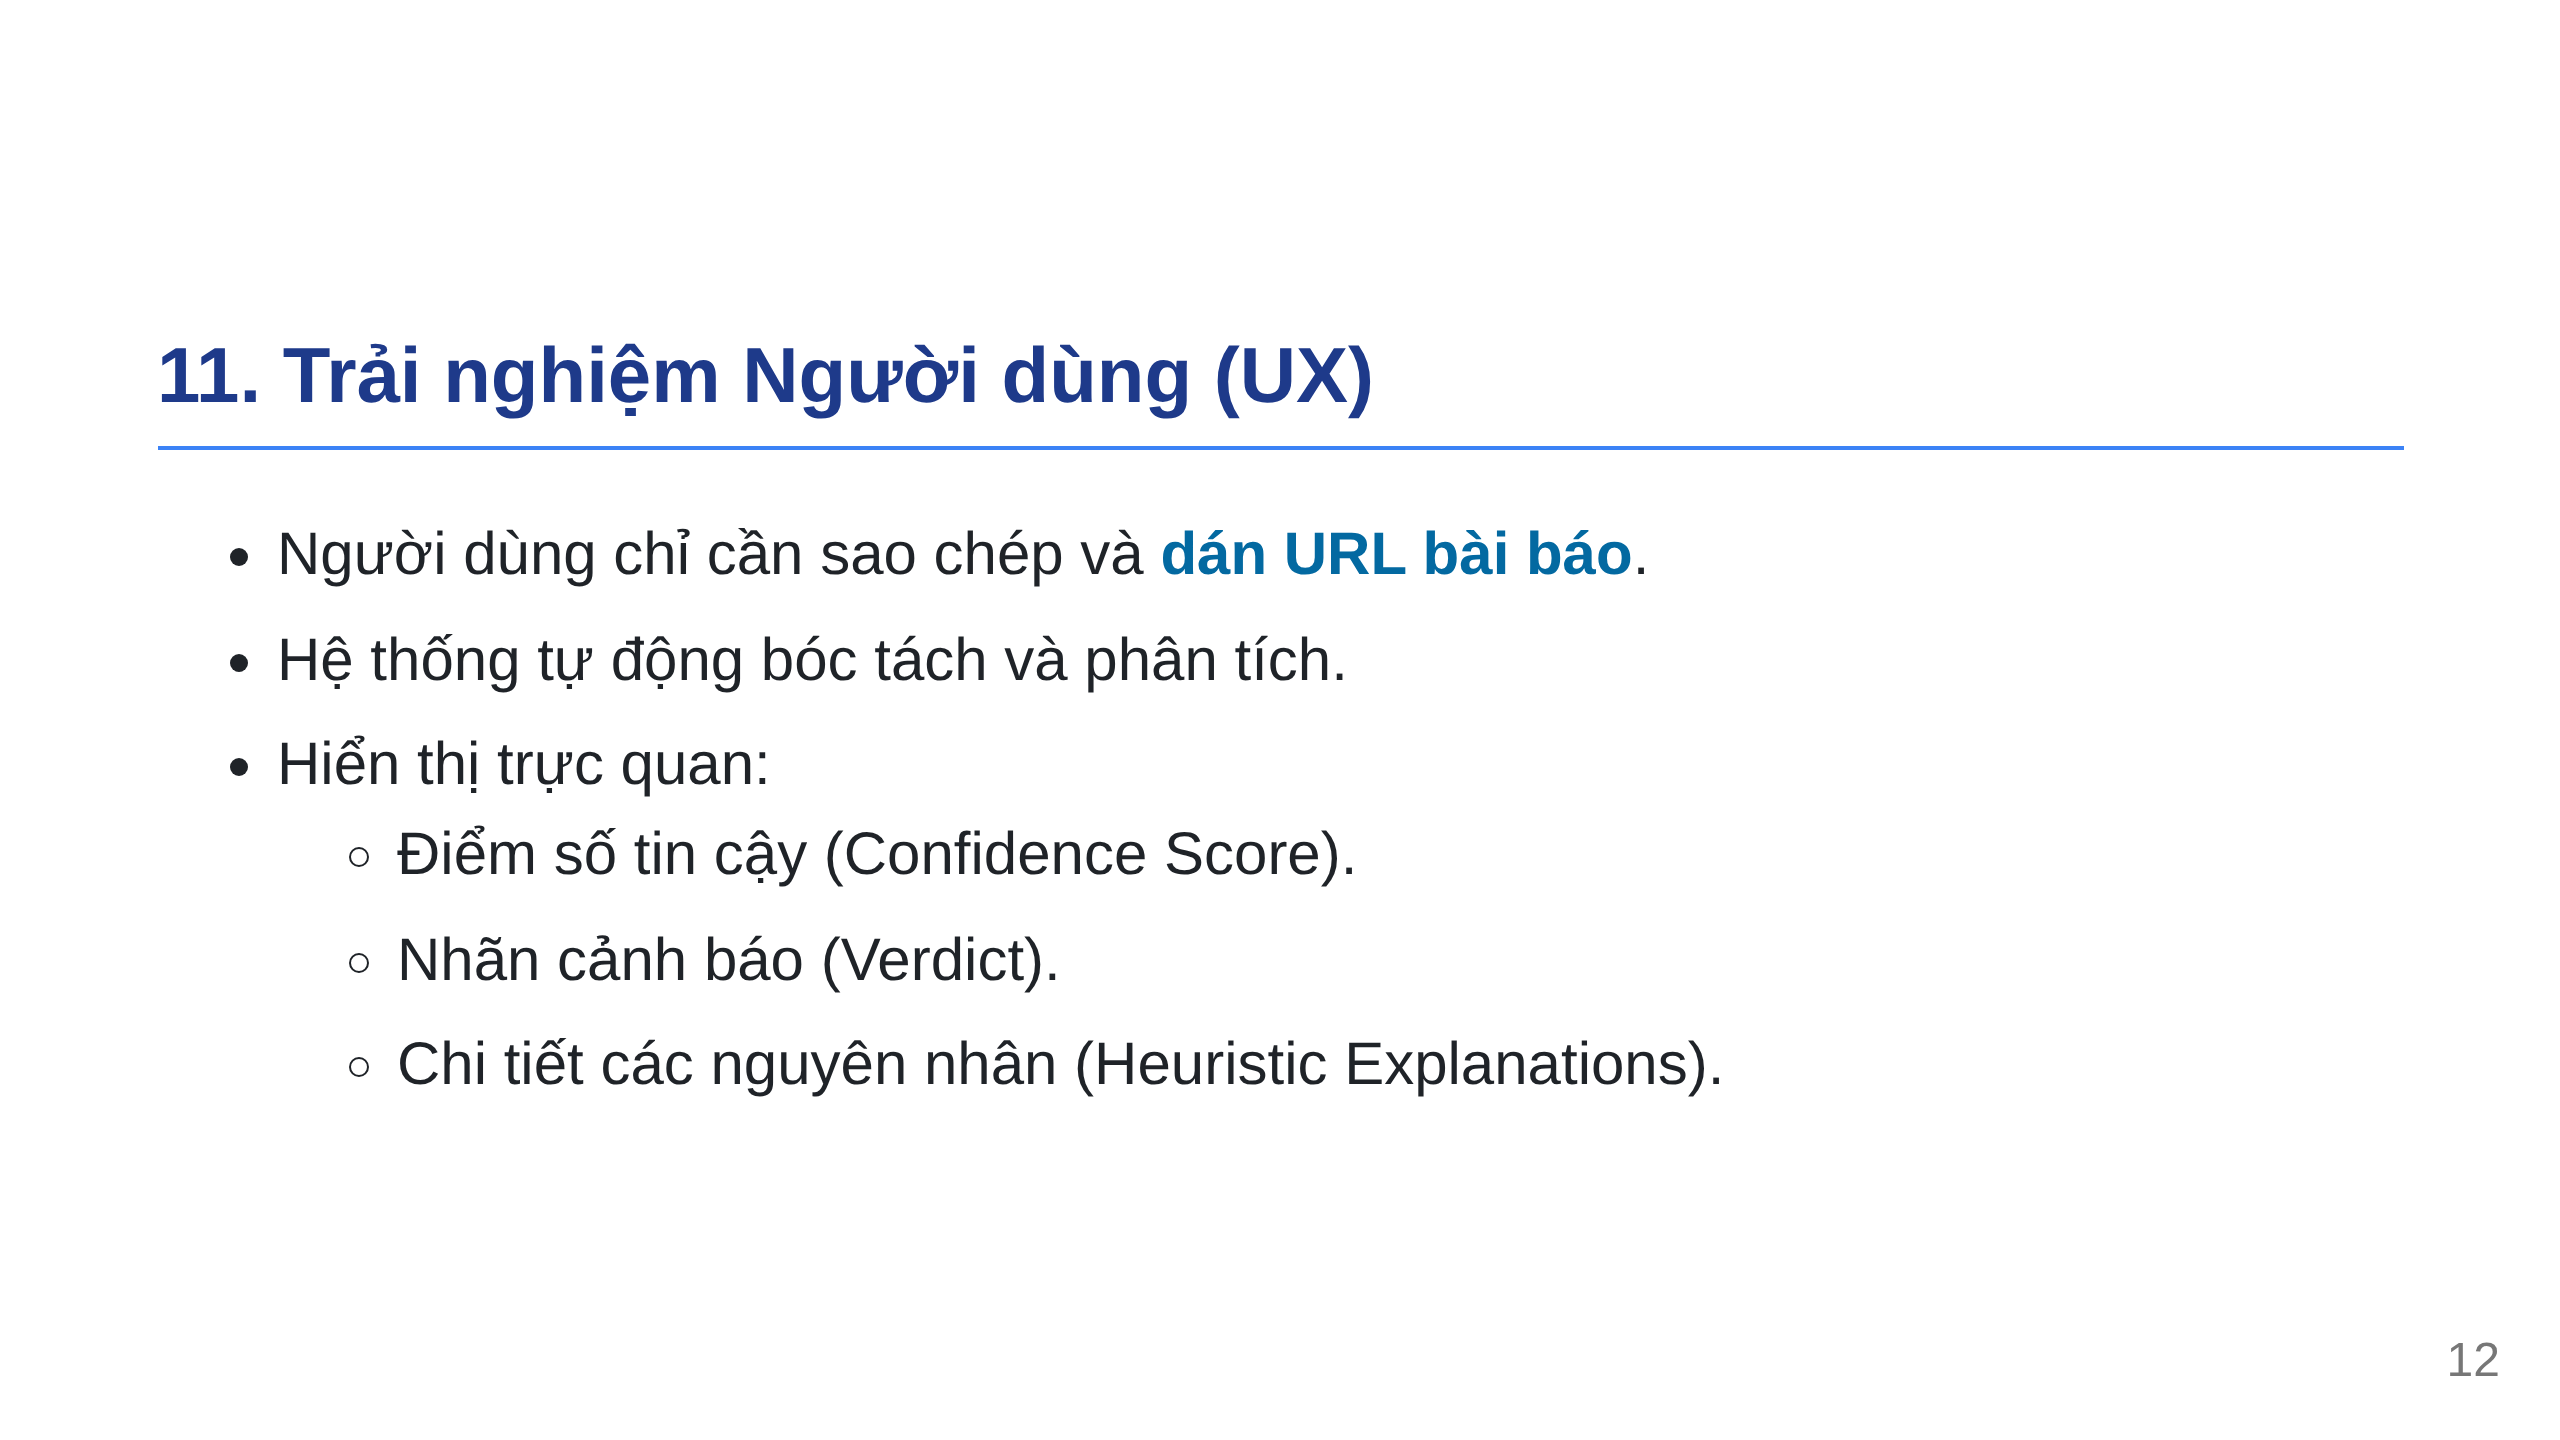 11. Trải nghiệm Người dùng (UX)
• Người dùng chỉ cần sao chép và dán URL bài báo.
• Hệ thống tự động bóc tách và phân tích.
• Hiển thị trực quan:
○ Điểm số tin cậy (Confidence Score).
○ Nhãn cảnh báo (Verdict).
○ Chi tiết các nguyên nhân (Heuristic Explanations).
12